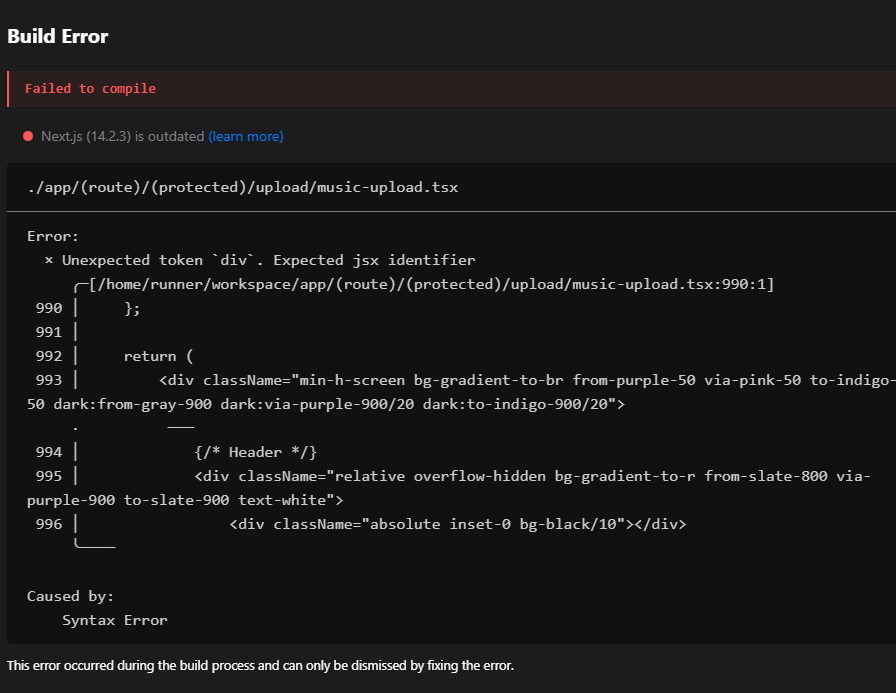 Build Error
Failed to compile
Next.js (14.2.3) is outdated (learn more)
./app/(route)/(protected)/upload/music-upload.tsx
Error:
× Unexpected token `div`. Expected jsx identifier
╭─[/home/runner/workspace/app/(route)/(protected)/upload/music-upload.tsx:990:1]
990 │     };
991 │
992 │     return (
993 │         <div className="min-h-screen bg-gradient-to-br from-purple-50 via-pink-50 to-indigo-
50 dark:from-gray-900 dark:via-purple-900/20 dark:to-indigo-900/20">
·          ───
994 │             {/* Header */}
995 │             <div className="relative overflow-hidden bg-gradient-to-r from-slate-800 via-
purple-900 to-slate-900 text-white">
996 │                 <div className="absolute inset-0 bg-black/10"></div>
╰────
Caused by:
Syntax Error
This error occurred during the build process and can only be dismissed by fixing the error.